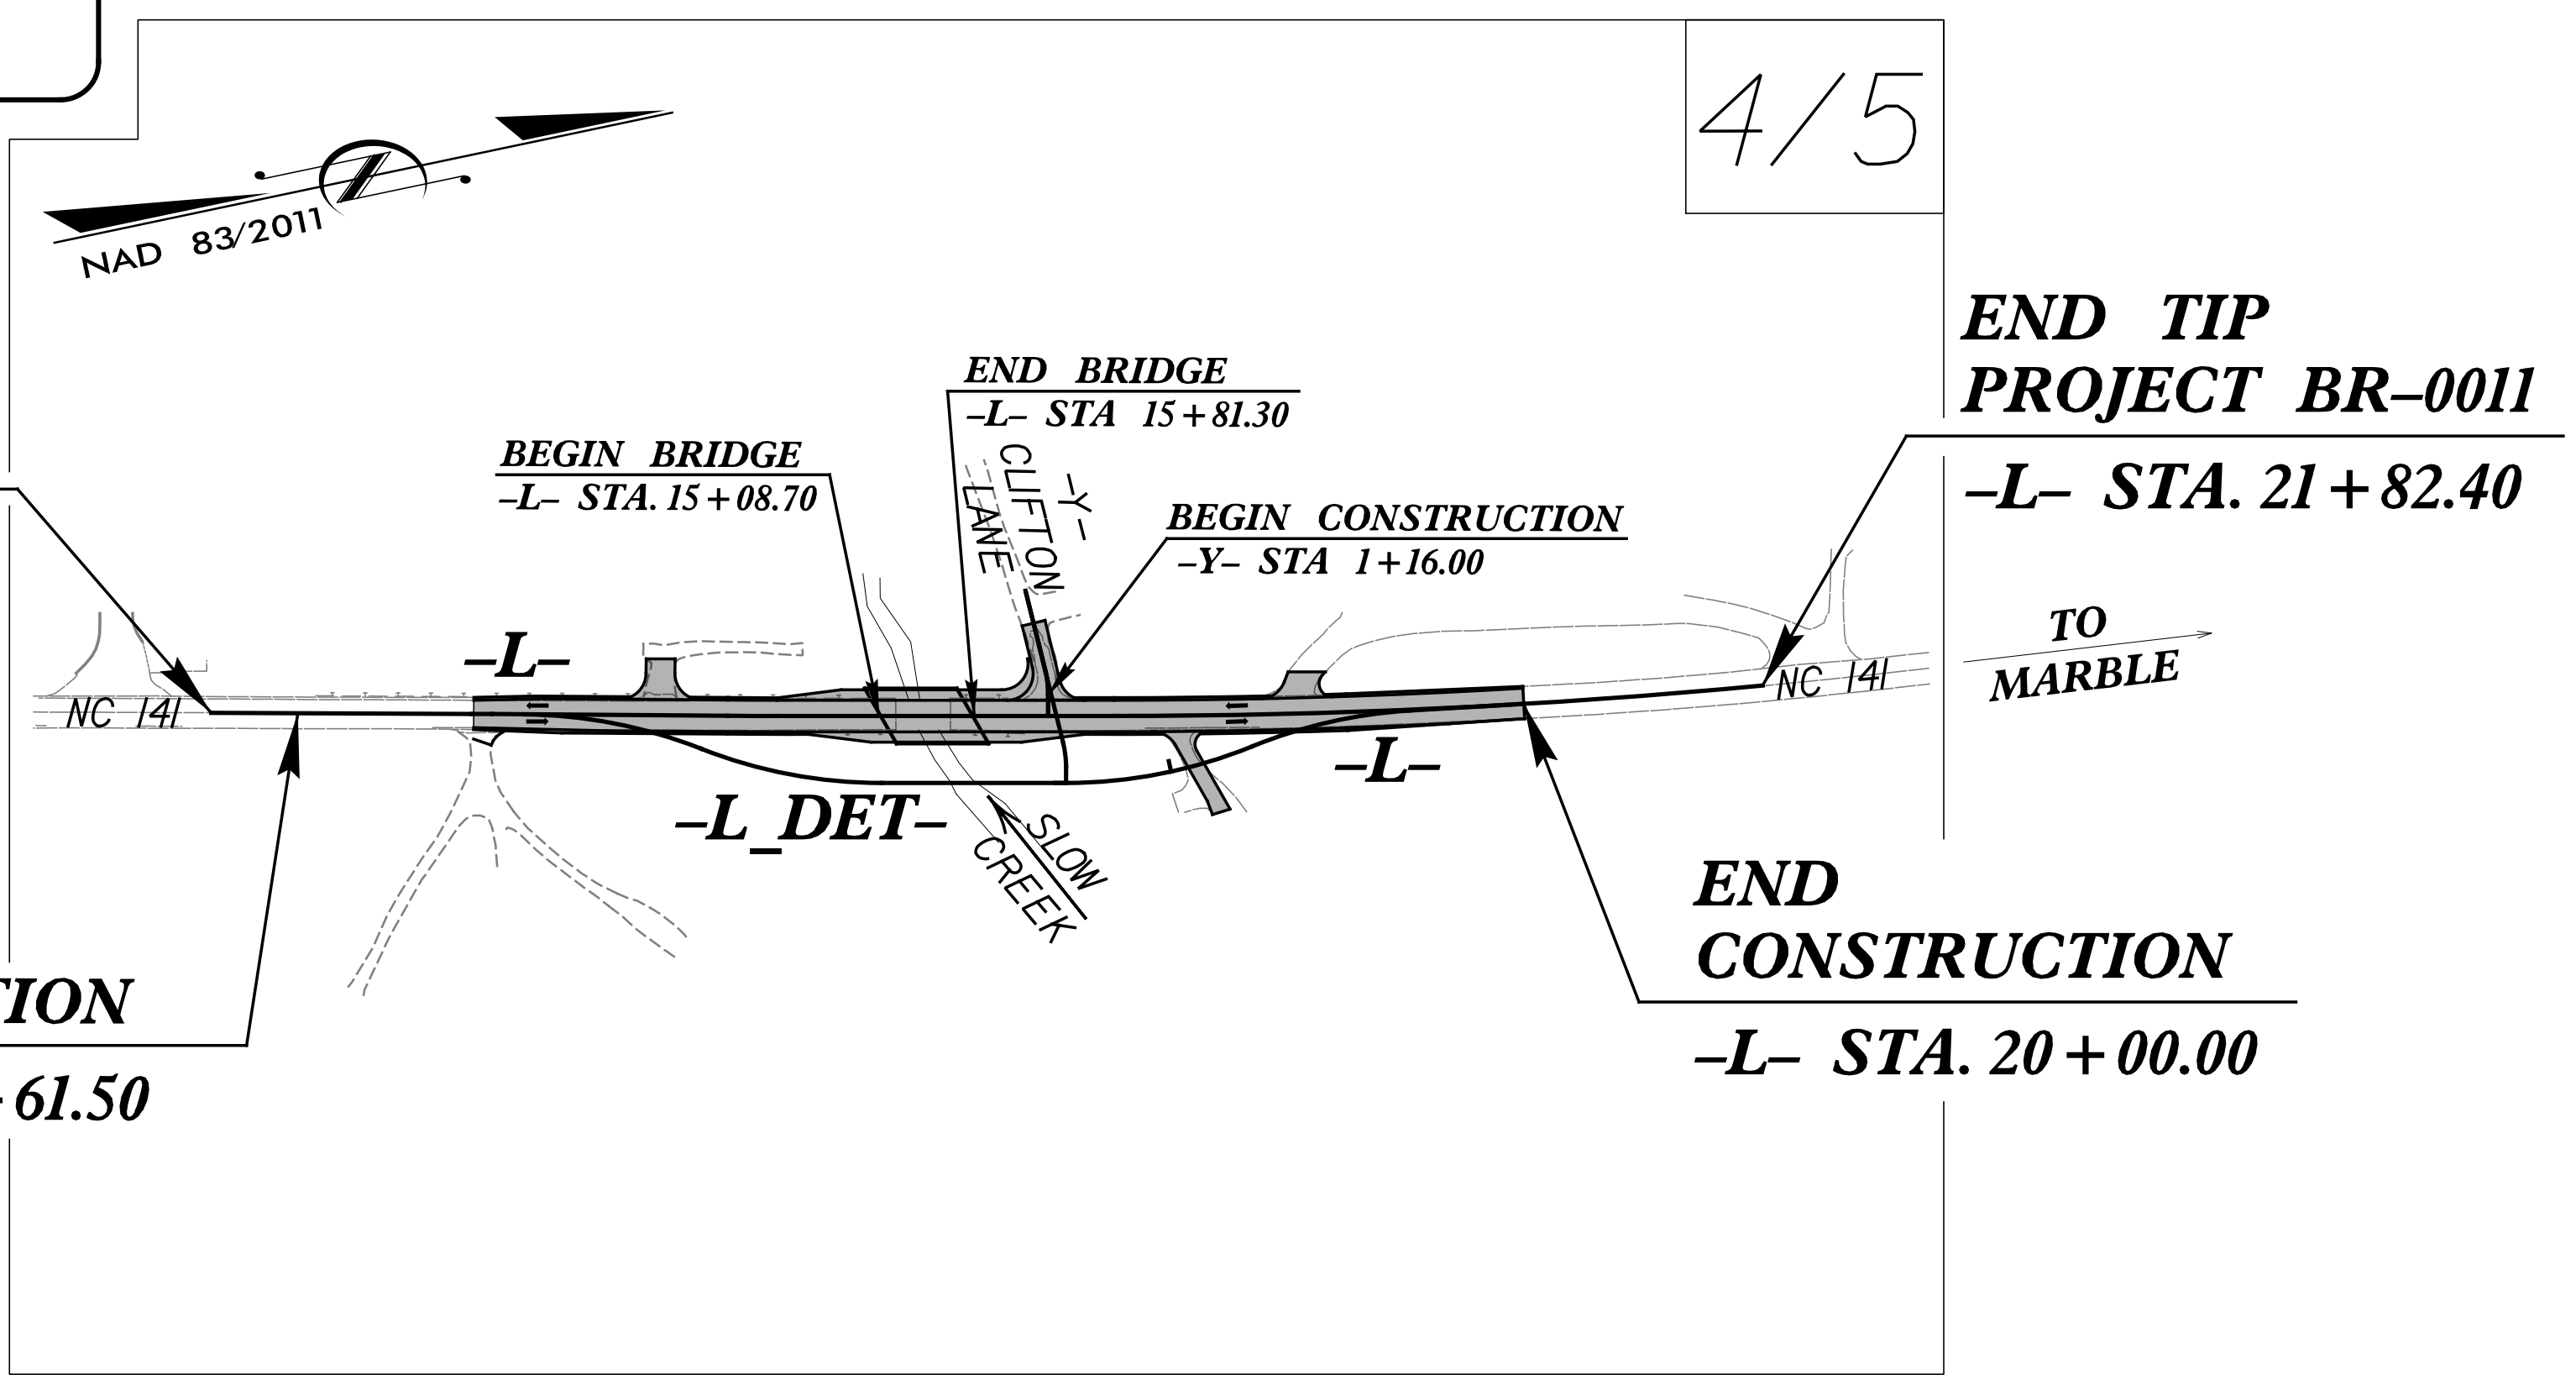 4/5
NAD 83/2011
END TIP
PROJECT BR–0011
–L– STA. 21+82.40
END BRIDGE
–L– STA 15+81.30
BEGIN BRIDGE
–L– STA. 15+08.70
CLIFTON
LANE
–Y–
BEGIN CONSTRUCTION
–Y– STA 1+16.00
TO
MARBLE
–L–
NC 141
NC 141
–L–
–L_DET–
SLOW
CREEK
END
CONSTRUCTION
–L– STA. 20+00.00
TION
61.50